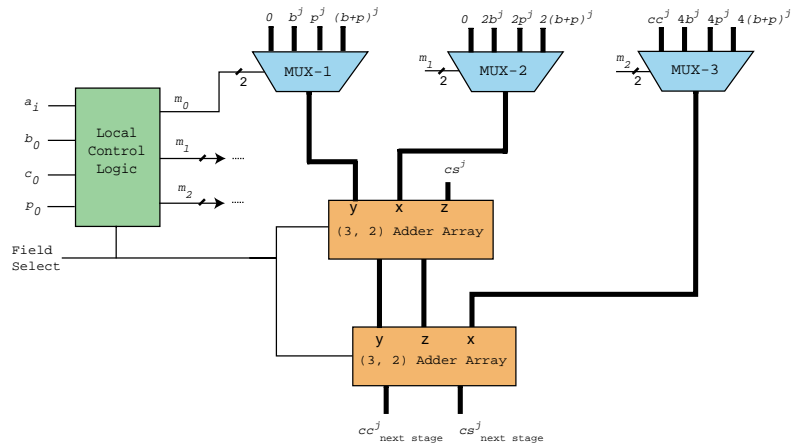 0 b^j p^j (b+p)^j
0 2b^j 2p^j 2(b+p)^j
cc^j 4b^j 4p^j 4(b+p)^j
MUX-1
MUX-2
MUX-3
2
m_1
2
m_2
2
a_i
b_0
c_0
p_0
Local
Control
Logic
m_0
m_1 .....
m_2 .....
Field
Select
cs^j
y x z
(3, 2) Adder Array
y z x
(3, 2) Adder Array
cc^j next stage
cs^j next stage